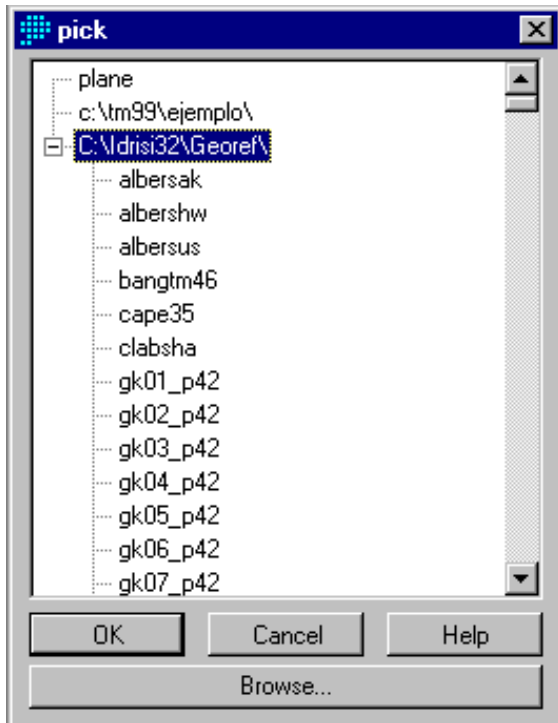 pick
plane
c:\tm99\ejemplo\
C:\Idrisi32\Georef\
albersak
albershw
albersus
bangtm46
cape35
clabsha
gk01_p42
gk02_p42
gk03_p42
gk04_p42
gk05_p42
gk06_p42
gk07_p42
OK Cancel Help
Browse...